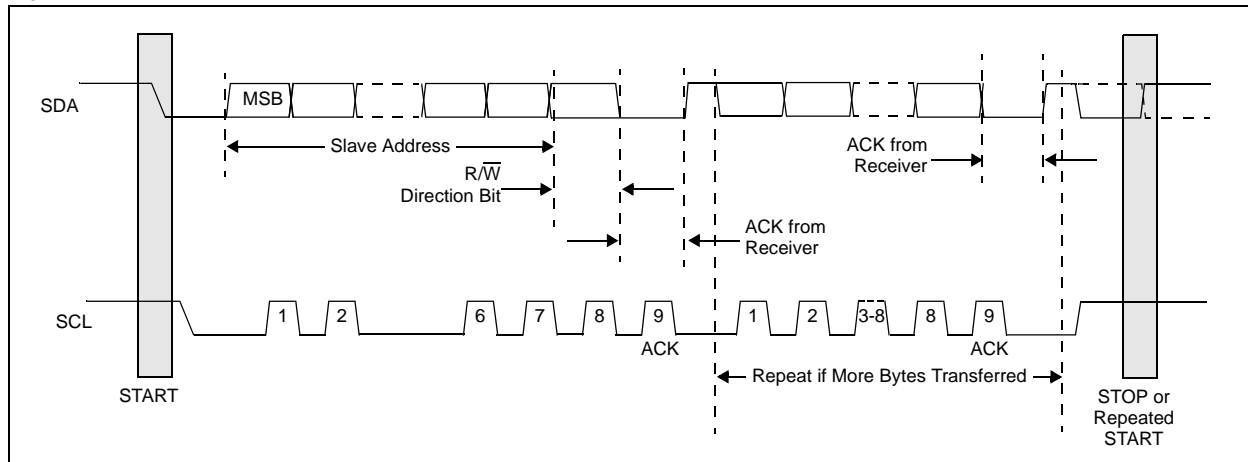 SDA
MSB
Slave Address
R/W̅
Direction Bit
ACK from
Receiver
ACK from
Receiver
SCL
1
2
6
7
8
9
ACK
1
2
3-8
8
9
ACK
Repeat if More Bytes Transferred
START
STOP or
Repeated
START